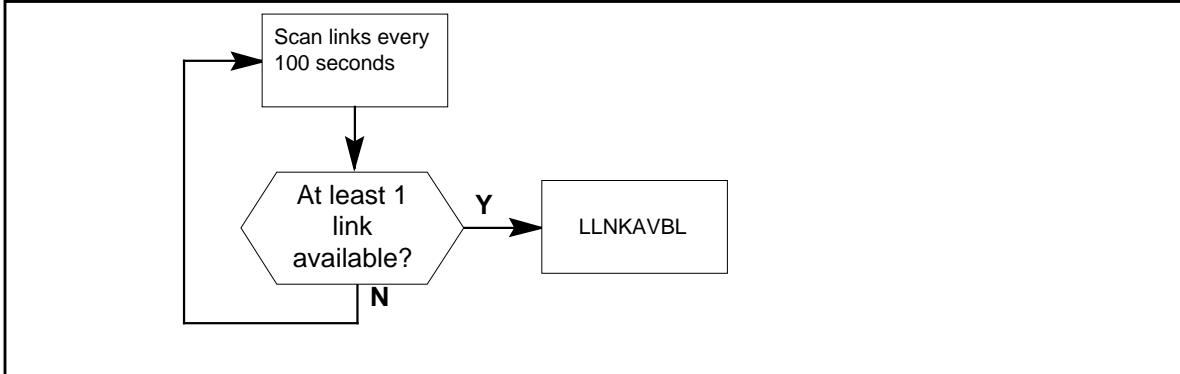 Scan links every
100 seconds
At least 1
link
available?
Y
LLNKAVBL
N